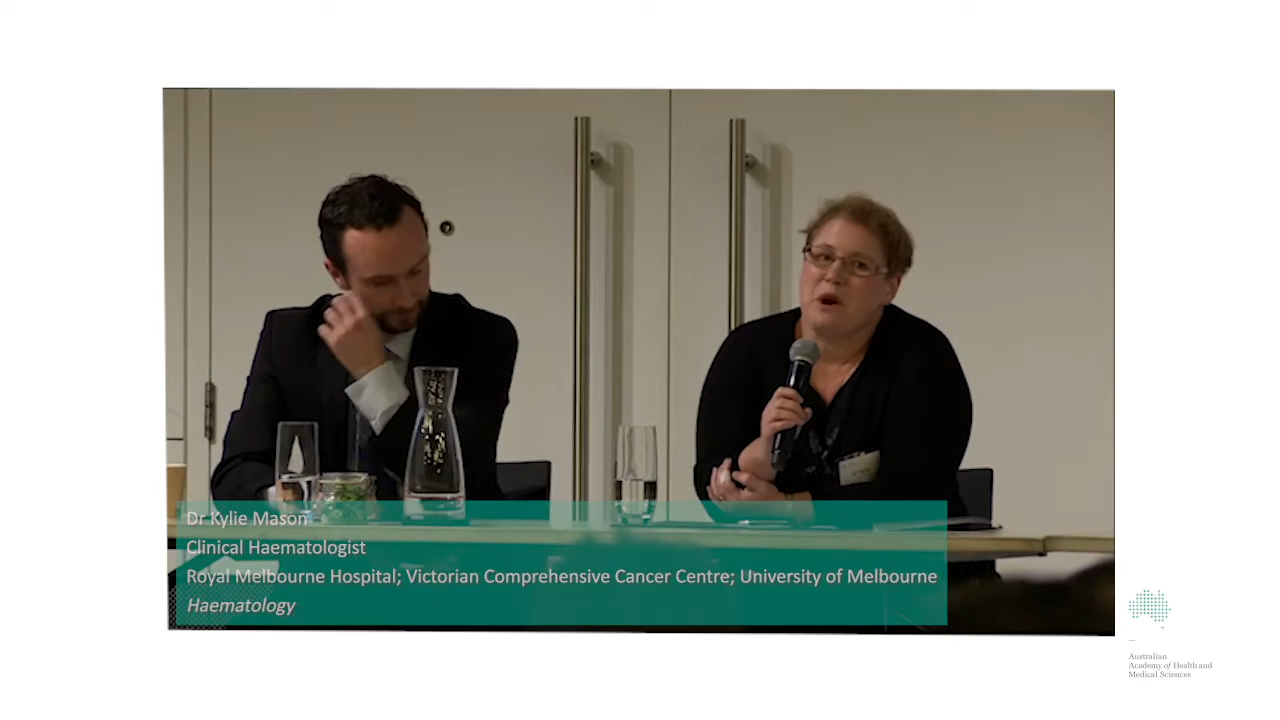 Dr Kylie Mason
Clinical Haematologist
Royal Melbourne Hospital; Victorian Comprehensive Cancer Centre; University of Melbourne
Haematology
Australian
Academy of Health and
Medical Sciences